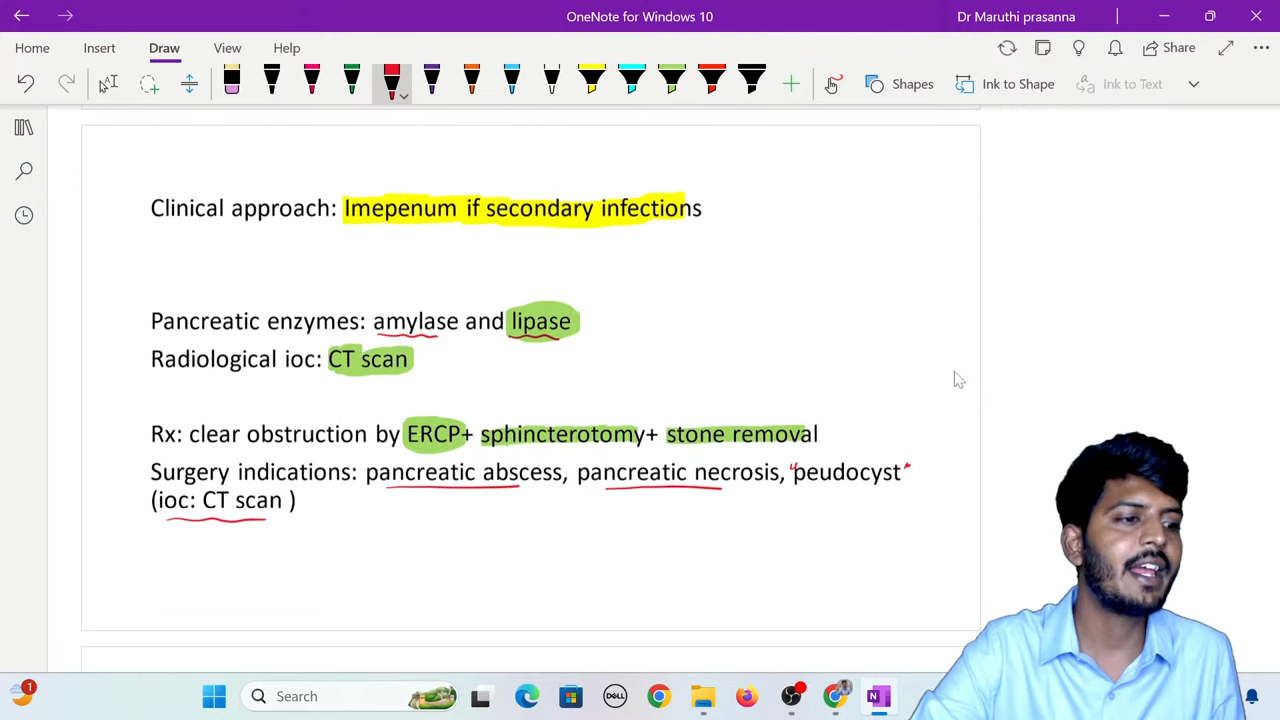 OneNote for Windows 10
Dr Maruthi prasanna
Home Insert Draw View Help
Share
Shapes Ink to Shape Ink to Text
Clinical approach: Imepenum if secondary infections
Pancreatic enzymes: amylase and lipase
Radiological ioc: CT scan
Rx: clear obstruction by ERCP+ sphincterotomy+ stone removal
Surgery indications: pancreatic abscess, pancreatic necrosis, "peudocyst"
(ioc: CT scan )
1 Search DELL N